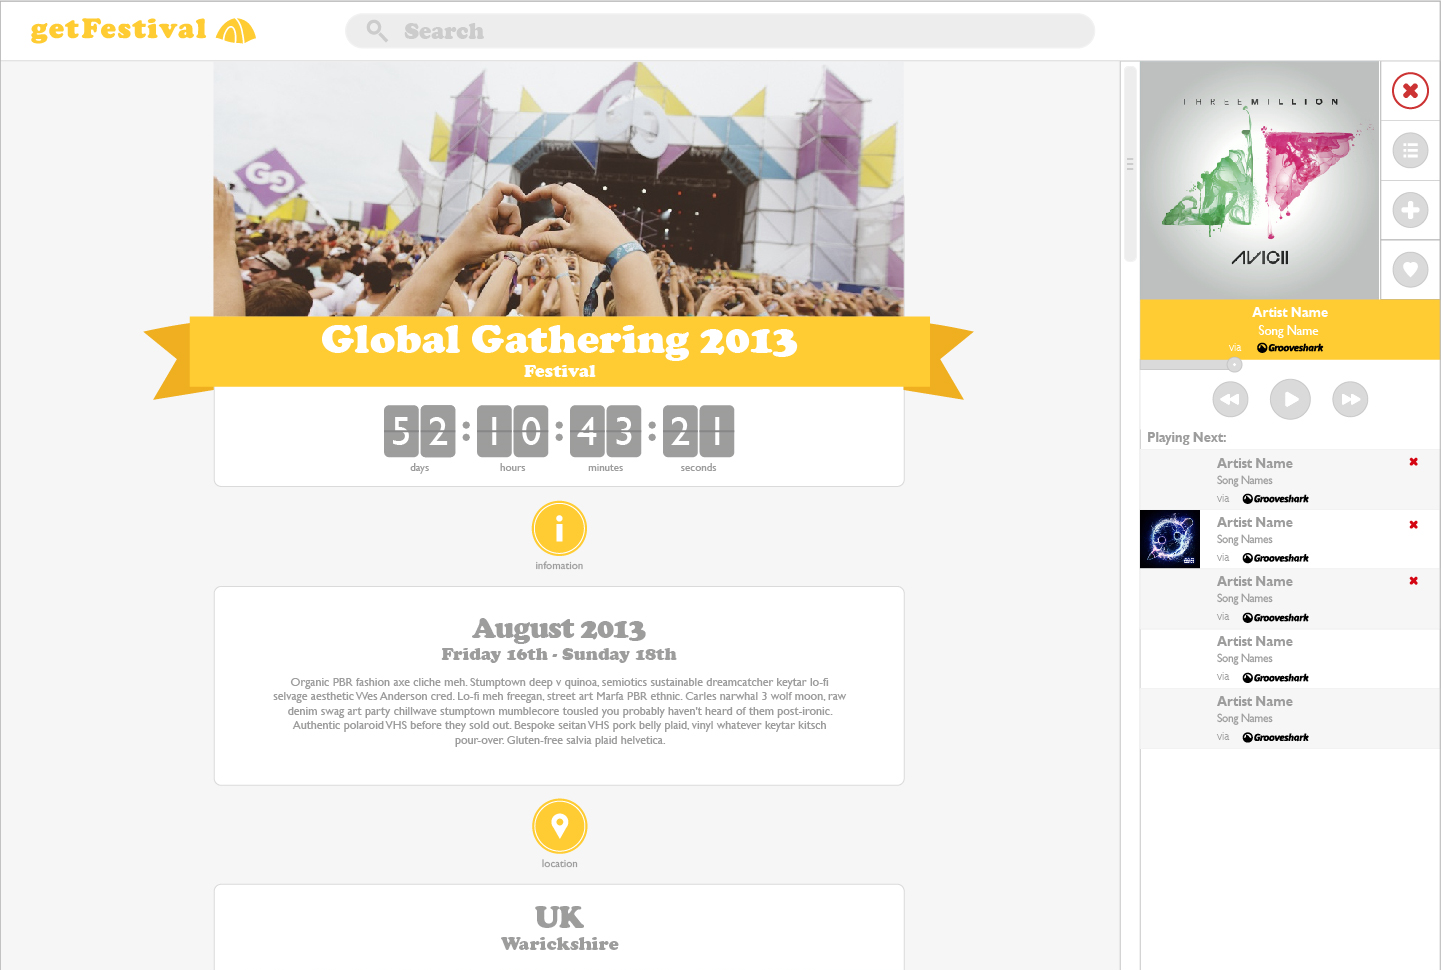 getFestival
Search
GG
Global Gathering 2013
Festival
52:10:43:21
days hours minutes seconds
infomation
August 2013
Friday 16th - Sunday 18th
Organic PBR fashion axe cliche meh. Stumptown deep v quinoa, semiotics sustainable dreamcatcher keytar lo-fi
selvage aesthetic Wes Anderson cred. Lo-fi meh freegan, street art Marfa PBR ethnic. Carles narwhal 3 wolf moon, raw
denim swag art party chillwave stumptown mumblecore tousled you probably haven't heard of them post-ironic.
Authentic polaroid VHS before they sold out. Bespoke seitan VHS pork belly plaid, vinyl whatever keytar kitsch
pour-over. Gluten-free salvia plaid helvetica.
location
UK
Warickshire
THREEMILLION
AVICII
Artist Name
Song Name
via Grooveshark
Playing Next:
Artist Name
Song Names
via Grooveshark
Artist Name
Song Names
via Grooveshark
Artist Name
Song Names
via Grooveshark
Artist Name
Song Names
via Grooveshark
Artist Name
Song Names
via Grooveshark